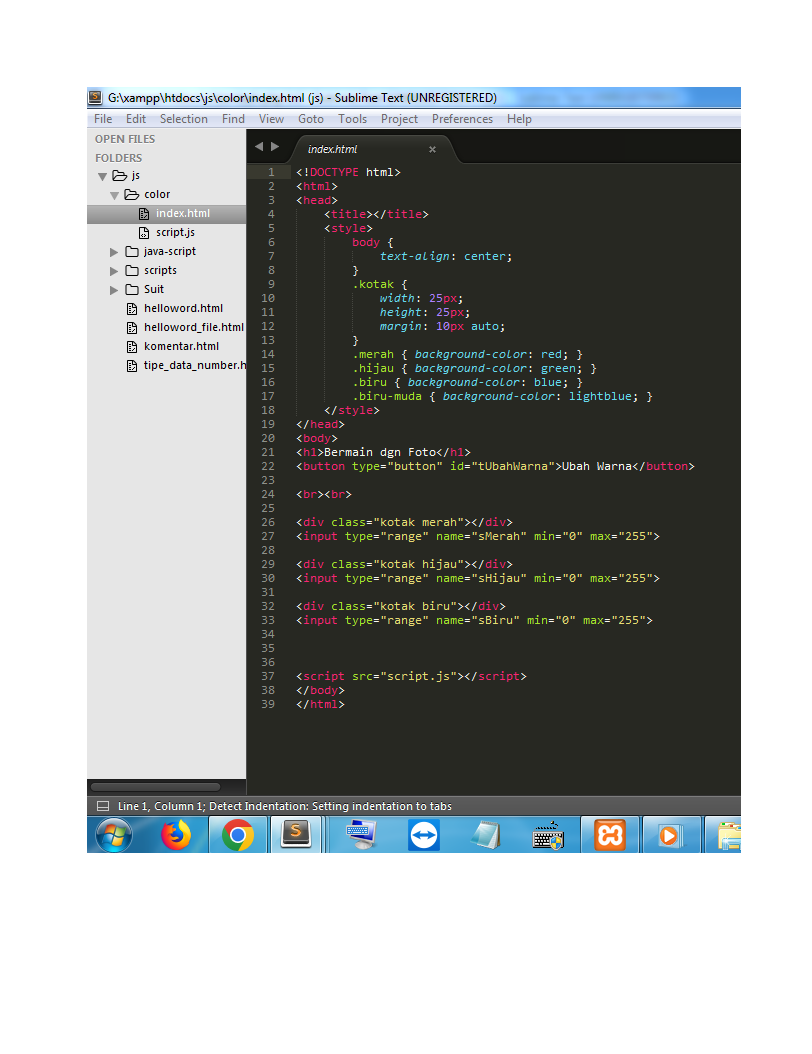 G:\xampp\htdocs\js\color\index.html (js) - Sublime Text (UNREGISTERED)
File Edit Selection Find View Goto Tools Project Preferences Help
OPEN FILES
FOLDERS
js
color
index.html
script.js
java-script
scripts
Suit
helloword.html
helloword_file.html
komentar.html
tipe_data_number.h
index.html ×
1 <!DOCTYPE html>
2 <html>
3 <head>
4 <title></title>
5 <style>
6 body {
7 text-align: center;
8 }
9 .kotak {
10 width: 25px;
11 height: 25px;
12 margin: 10px auto;
13 }
14 .merah { background-color: red; }
15 .hijau { background-color: green; }
16 .biru { background-color: blue; }
17 .biru-muda { background-color: lightblue; }
18 </style>
19 </head>
20 <body>
21 <h1>Bermain dgn Foto</h1>
22 <button type="button" id="tUbahWarna">Ubah Warna</button>
23
24 <br><br>
25
26 <div class="kotak merah"></div>
27 <input type="range" name="sMerah" min="0" max="255">
28
29 <div class="kotak hijau"></div>
30 <input type="range" name="sHijau" min="0" max="255">
31
32 <div class="kotak biru"></div>
33 <input type="range" name="sBiru" min="0" max="255">
34
35
36
37 <script src="script.js"></script>
38 </body>
39 </html>
Line 1, Column 1; Detect Indentation: Setting indentation to tabs